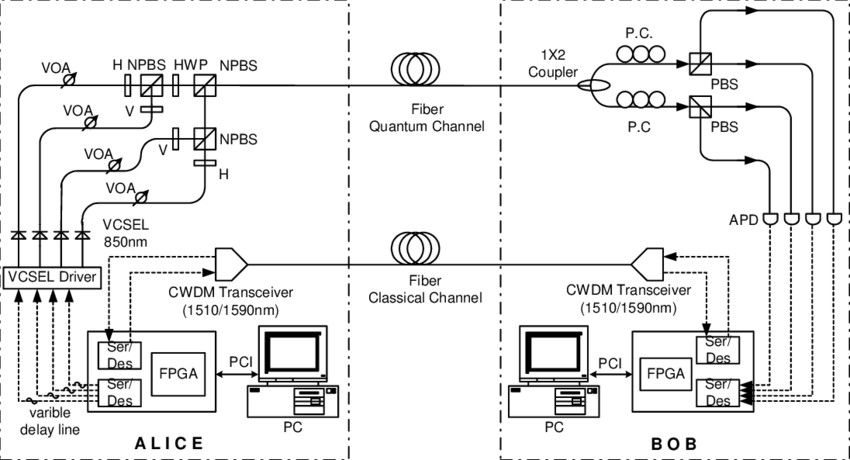 VOA
H NPBS HWP NPBS
V
VOA
VOA
V
NPBS
H
VOA
VCSEL
850nm
VCSEL Driver
CWDM Transceiver
(1510/1590nm)
Ser/
Des
FPGA
Ser/
Des
PCI
PC
varible
delay line
ALICE
Fiber
Quantum Channel
Fiber
Classical Channel
1X2
Coupler
P.C.
PBS
P.C
PBS
APD
CWDM Transceiver
(1510/1590nm)
Ser/
Des
FPGA
Ser/
Des
PCI
PC
BOB